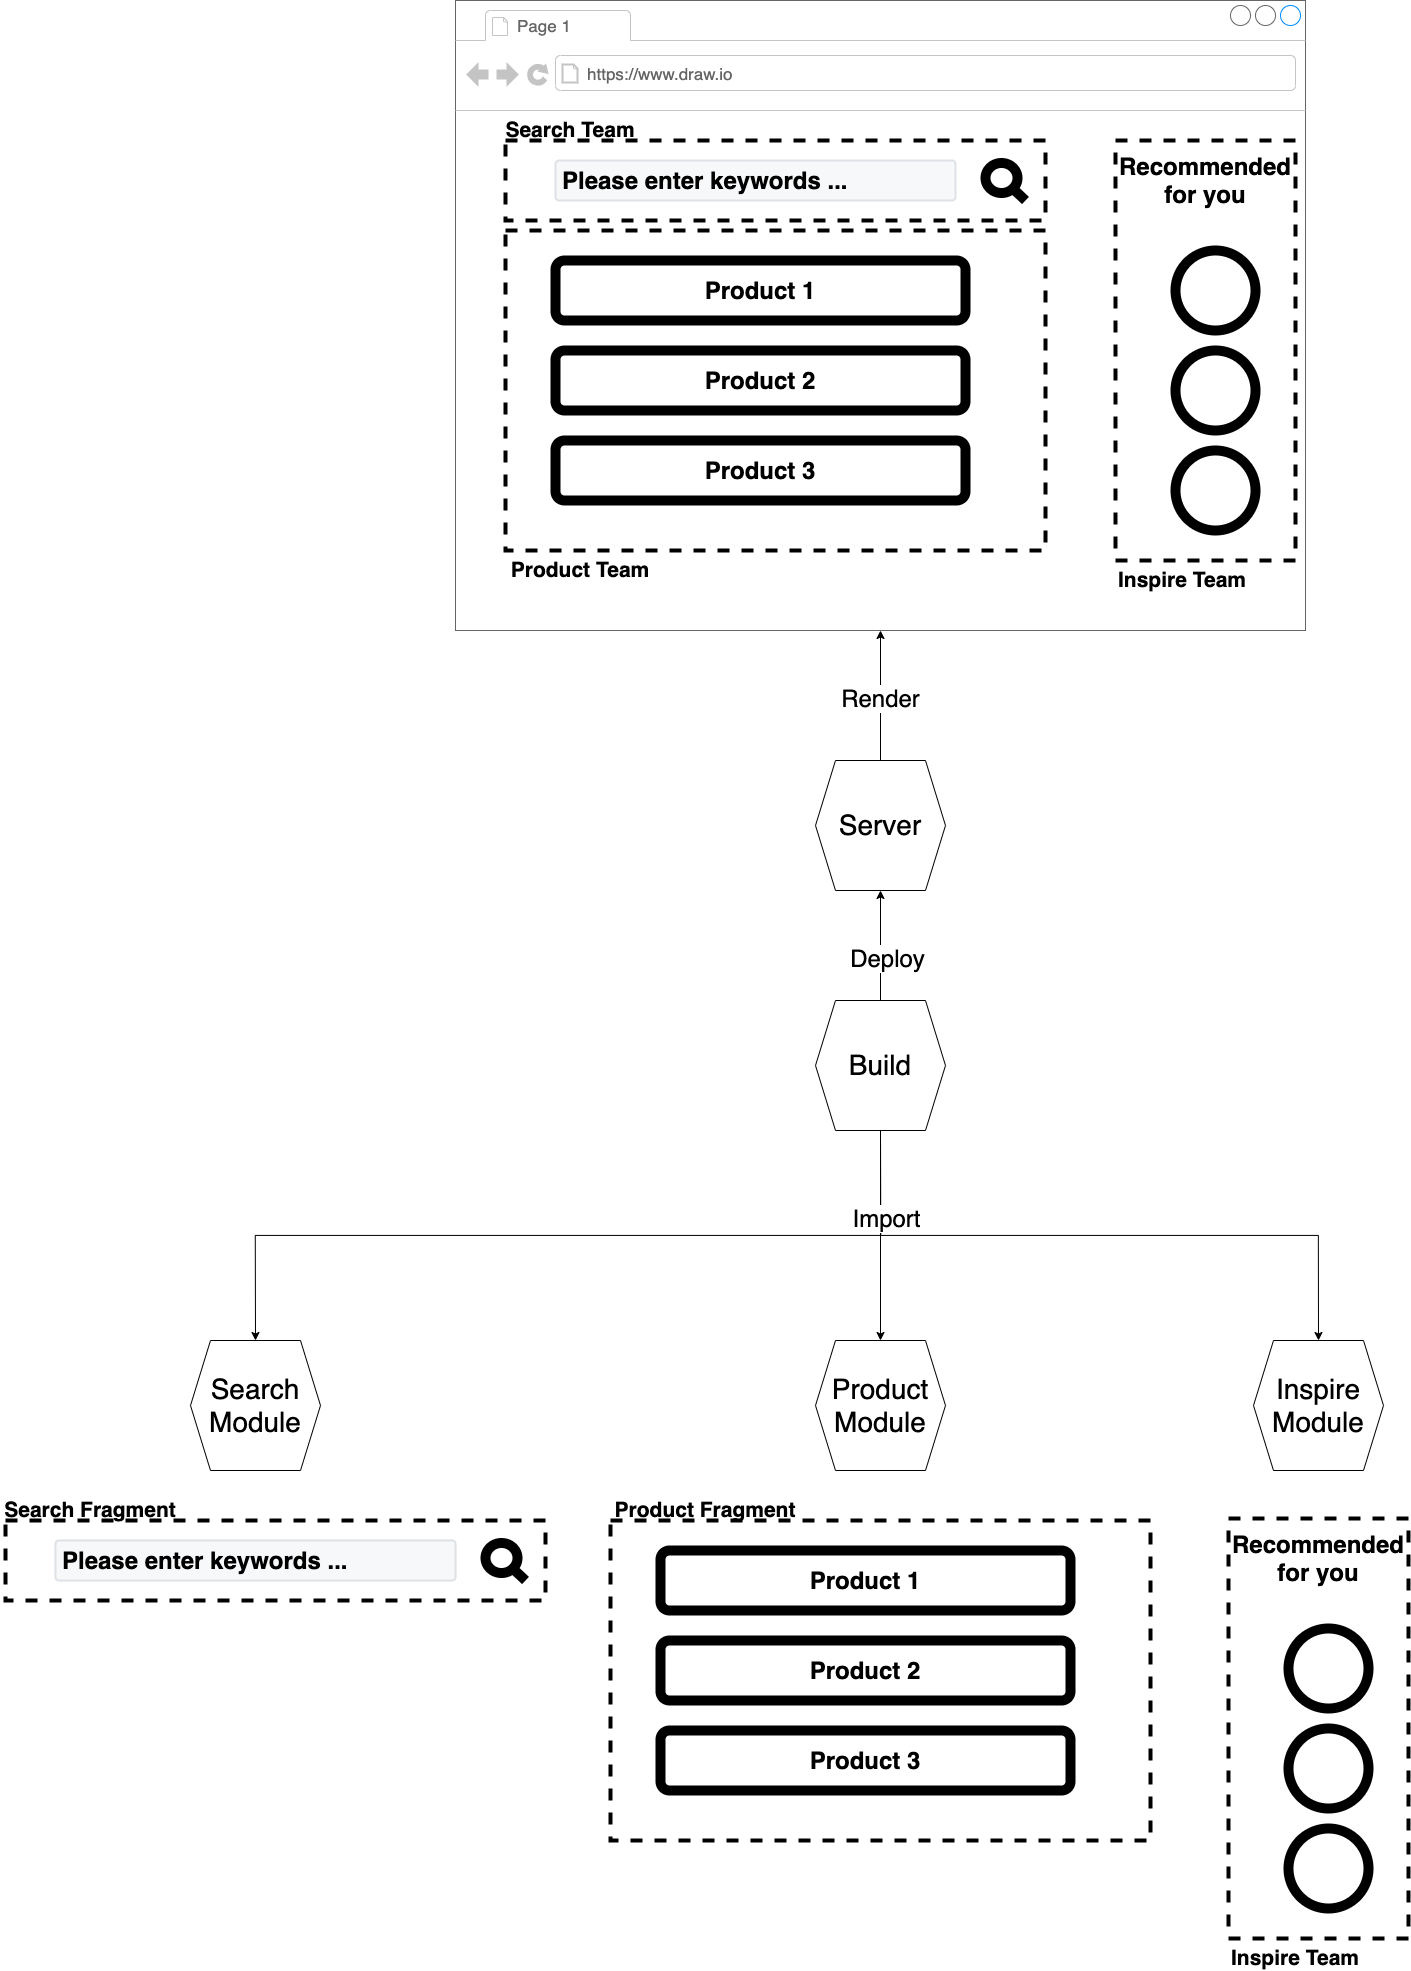 Page 1
https://www.draw.io
Search Team
Please enter keywords ...
Recommended
for you
Product 1
Product 2
Product 3
Product Team
Inspire Team
Render
Server
Deploy
Build
Import
Search
Module
Product
Module
Inspire
Module
Search Fragment
Please enter keywords ...
Product Fragment
Product 1
Product 2
Product 3
Recommended
for you
Inspire Team